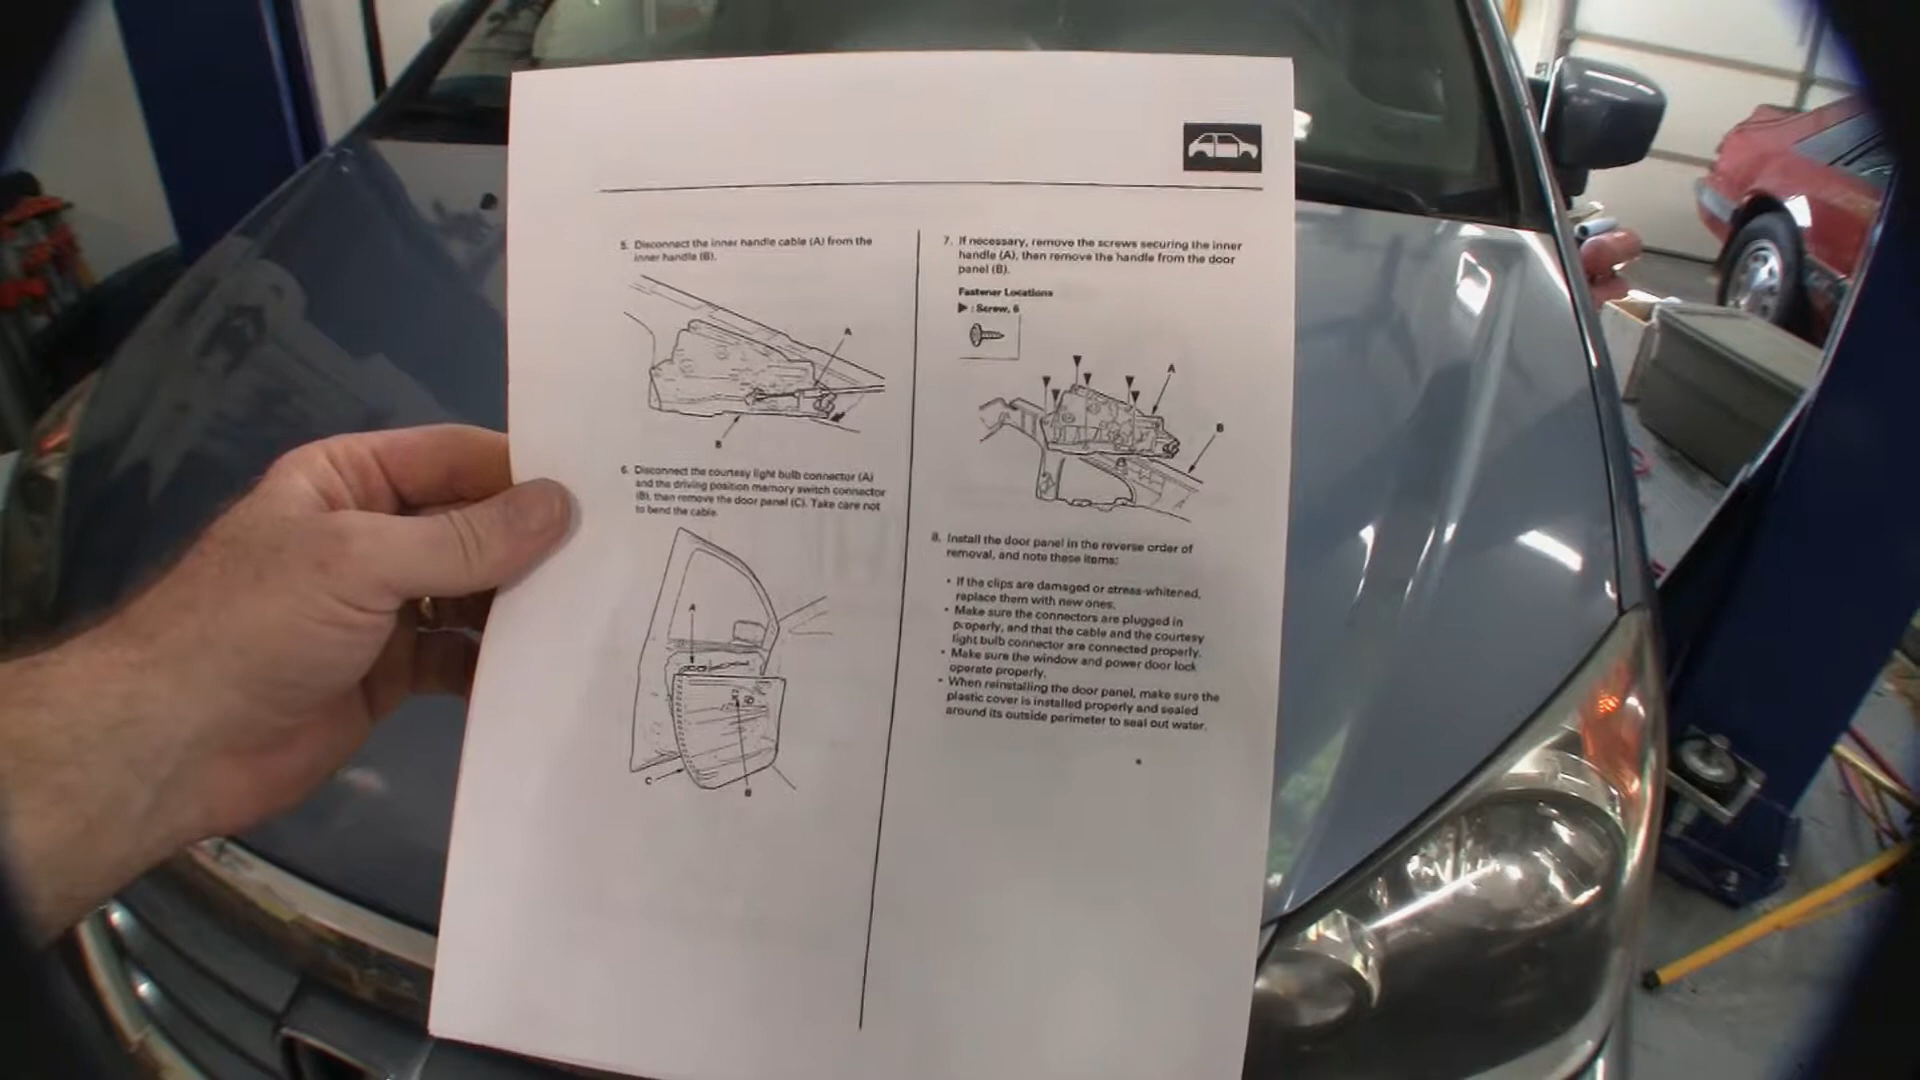 5. Disconnect the inner handle cable (A) from the
inner handle (B).
A
B
6. Disconnect the courtesy light bulb connector (A)
and the driving position memory switch connector
(B), then remove the door panel (C). Take care not
to bend the cable.
A
C
B
7. If necessary, remove the screws securing the inner
handle (A), then remove the handle from the door
panel (B).
Fastener Locations
▶ : Screw, 6
A
B
8. Install the door panel in the reverse order of
removal, and note these items:
• If the clips are damaged or stress-whitened,
replace them with new ones.
• Make sure the connectors are plugged in
properly, and that the cable and the courtesy
light bulb connector are connected properly.
• Make sure the window and power door lock
operate properly.
• When reinstalling the door panel, make sure the
plastic cover is installed properly and sealed
around its outside perimeter to seal out water.